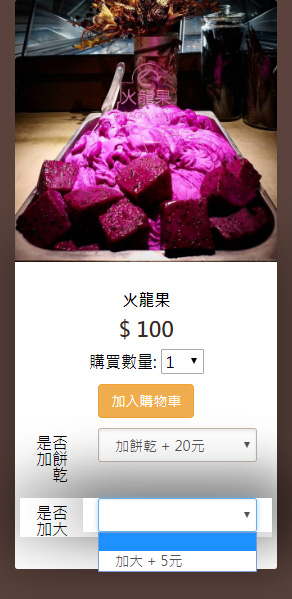 火龍果
火龍果
$ 100
購買數量: 1
加入購物車
是否
加餅
乾
加餅乾 + 20元
是否
加大
加大 + 5元